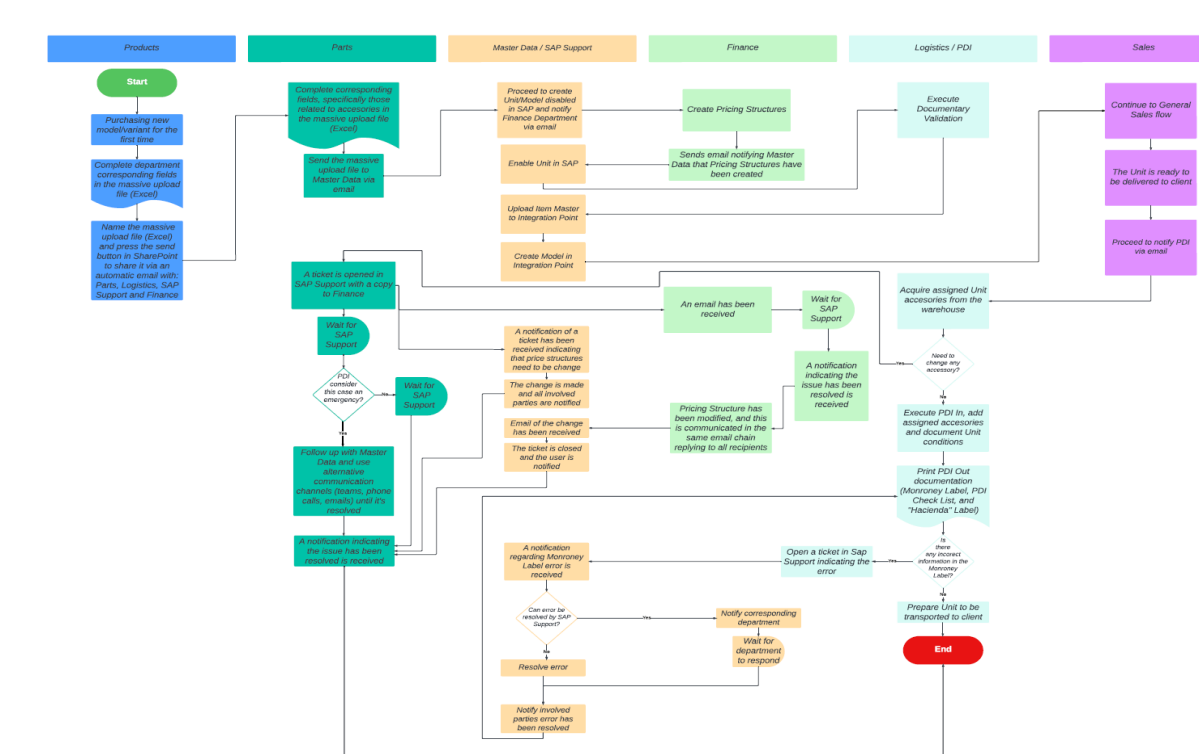 Products
Parts
Master Data / SAP Support
Finance
Logistics / PDI
Sales
Start
Purchasing new
model/variant for the
first time
Complete department
corresponding fields
in the massive upload
file (Excel)
Name the massive
upload file (Excel)
and press the send
button in SharePoint
to share it via an
automatic email with:
Parts, Logistics, SAP
Support and Finance
Complete corresponding
fields, specifically those
related to accesories in
the massive upload file
(Excel)
Send the massive
upload file to
Master Data via
email
Proceed to create
Unit/Model disabled
in SAP and notify
Finance Department
via email
Create Pricing Structures
Sends email notifying Master
Data that Pricing Structures have
been created
Enable Unit in SAP
Execute
Documentary
Validation
Upload Item Master
to Integration Point
Create Model in
Integration Point
Continue to General
Sales flow
The Unit is ready to
be delivered to client
Proceed to notify PDI
via email
Acquire assigned Unit
accesories from the
warehouse
Need to
change any
accessory?
Yes
No
A ticket is opened in
SAP Support with a copy
to Finance
Wait for
SAP
Support
PDI
consider
this case an
emergency?
No
Wait for
SAP
Support
Yes
Follow up with Master
Data and use
alternative
communication
channels (teams, phone
calls, emails) until it's
resolved
A notification indicating
the issue has been
resolved is received
An email has been
received
Wait for
SAP
Support
A notification
indicating the
issue has been
resolved is
received
Pricing Structure has
been modified, and this
is communicated in the
same email chain
replying to all recipients
A notification of a
ticket has been
received indicating
that price structures
need to be change
The change is made
and all involved
parties are notified
Email of the change
has been received
The ticket is closed
and the user is
notified
Execute PDI In, add
assigned accesories
and document Unit
conditions
Print PDI Out
documentation
(Monroney Label, PDI
Check List, and
"Hacienda" Label)
Is
there
any incorrect
information in the
Monroney
Label?
Yes
No
Open a ticket in Sap
Support indicating the
error
A notification
regarding Monroney
Label error is
received
Can error be
resolved by SAP
Support?
Yes
No
Notify corresponding
department
Wait for
department
to respond
Resolve error
Notify involved
parties error has
been resolved
Prepare Unit to be
transported to client
End